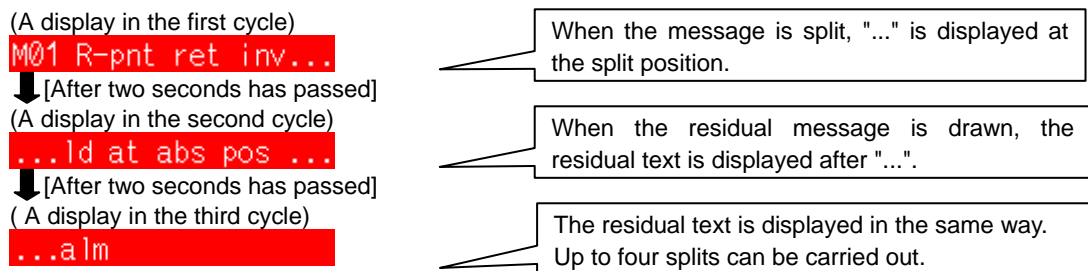 (A display in the first cycle)
M01 R-pnt ret inv...
[After two seconds has passed]
(A display in the second cycle)
...ld at abs pos ...
[After two seconds has passed]
( A display in the third cycle)
...alm
When the message is split, "..." is displayed at
the split position.
When the residual message is drawn, the
residual text is displayed after "...".
The residual text is displayed in the same way.
Up to four splits can be carried out.